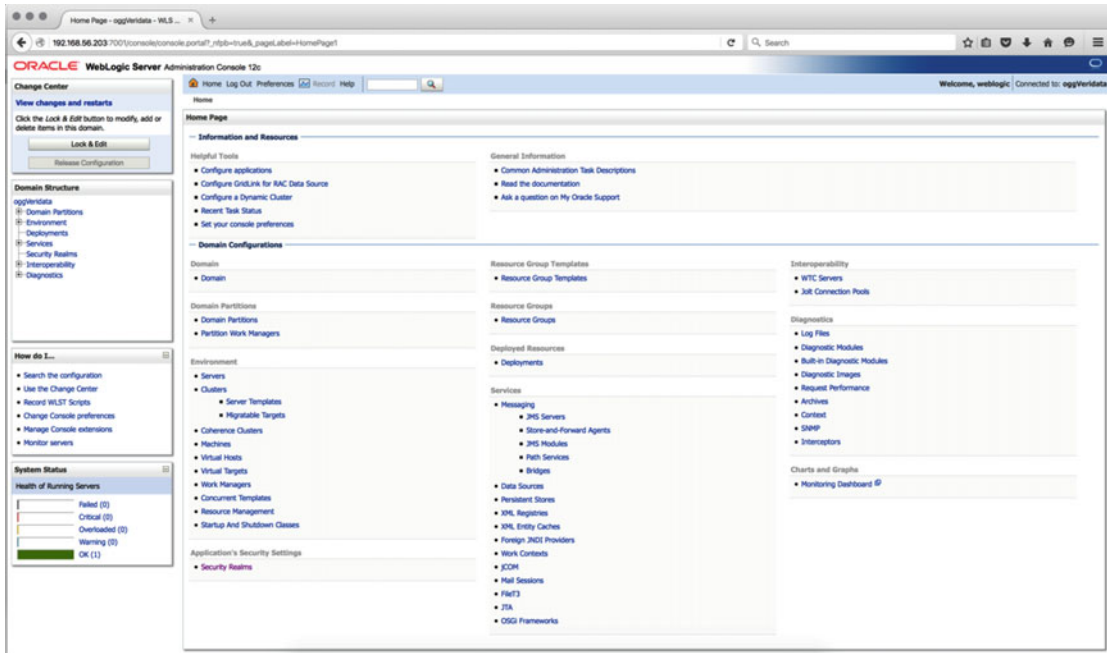 Home Page - oggVeridata - WLS ...
192.168.56.203:7001/console/console.portal?_nfpb=true&_pageLabel=HomePage1
Search
ORACLE WebLogic Server Administration Console 12c
Change Center
View changes and restarts
Click the Lock & Edit button to modify, add or
delete items in this domain.
Lock & Edit
Release Configuration
Domain Structure
oggVeridata
Domain Partitions
Environment
Deployments
Services
Security Realms
Interoperability
Diagnostics
How do I...
Search the configuration
Use the Change Center
Record WLST Scripts
Change Console preferences
Manage Console extensions
Monitor servers
System Status
Health of Running Servers
Failed (0)
Critical (0)
Overloaded (0)
Warning (0)
OK (1)
Home Log Out Preferences Record Help
Welcome, weblogic Connected to: oggVeridata
Home
Home Page
Information and Resources
Helpful Tools
Configure applications
Configure GridLink for RAC Data Source
Configure a Dynamic Cluster
Recent Task Status
Set your console preferences
General Information
Common Administration Task Descriptions
Read the documentation
Ask a question on My Oracle Support
Domain Configurations
Domain
Domain
Domain Partitions
Domain Partitions
Partition Work Managers
Environment
Servers
Clusters
Server Templates
Migratable Targets
Coherence Clusters
Machines
Virtual Hosts
Virtual Targets
Work Managers
Concurrent Templates
Resource Management
Startup And Shutdown Classes
Application's Security Settings
Security Realms
Resource Group Templates
Resource Group Templates
Resource Groups
Resource Groups
Deployed Resources
Deployments
Services
Messaging
JMS Servers
Store-and-Forward Agents
JMS Modules
Path Services
Bridges
Data Sources
Persistent Stores
XML Registries
XML Entity Caches
Foreign JNDI Providers
Work Contexts
jCOM
Mail Sessions
FileT3
JTA
OSGi Frameworks
Interoperability
WTC Servers
Jolt Connection Pools
Diagnostics
Log Files
Diagnostic Modules
Built-in Diagnostic Modules
Diagnostic Images
Request Performance
Archives
Context
SNMP
Interceptors
Charts and Graphs
Monitoring Dashboard